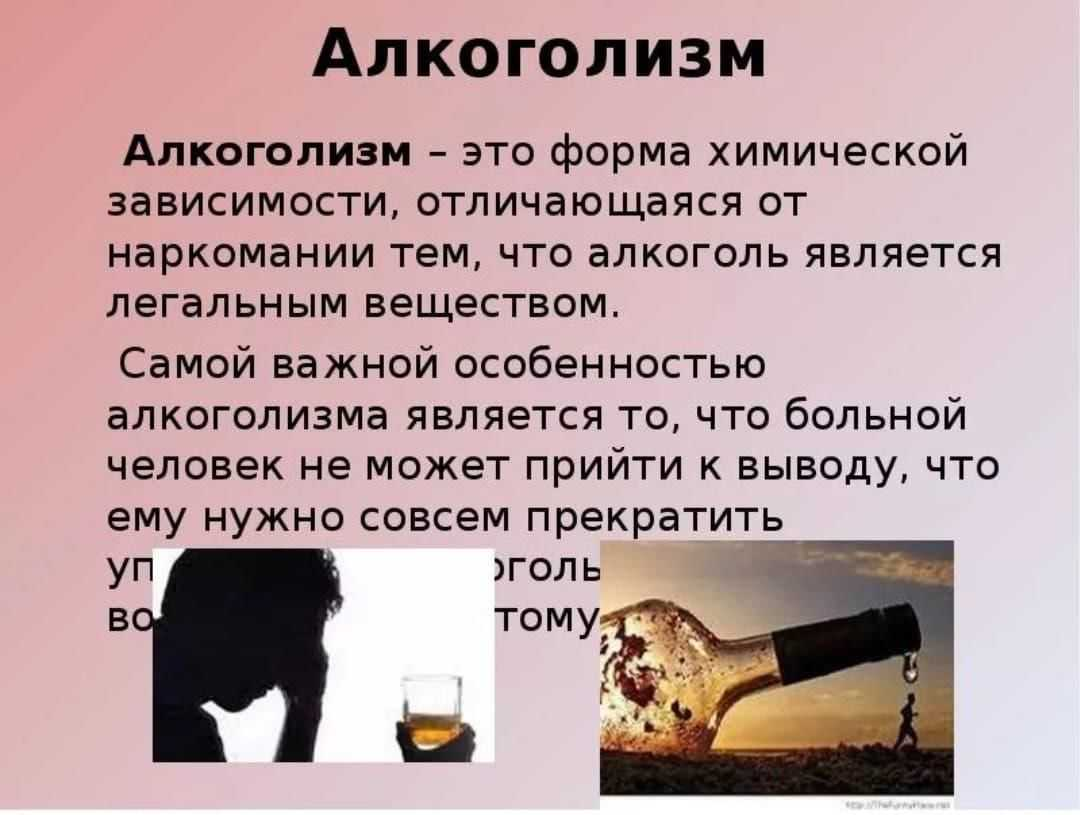 Алкоголизм
Алкоголизм – это форма химической
зависимости, отличающаяся от
наркомании тем, что алкоголь является
легальным веществом.
Самой важной особенностью
алкоголизма является то, что больной
человек не может прийти к выводу, что
ему нужно совсем прекратить